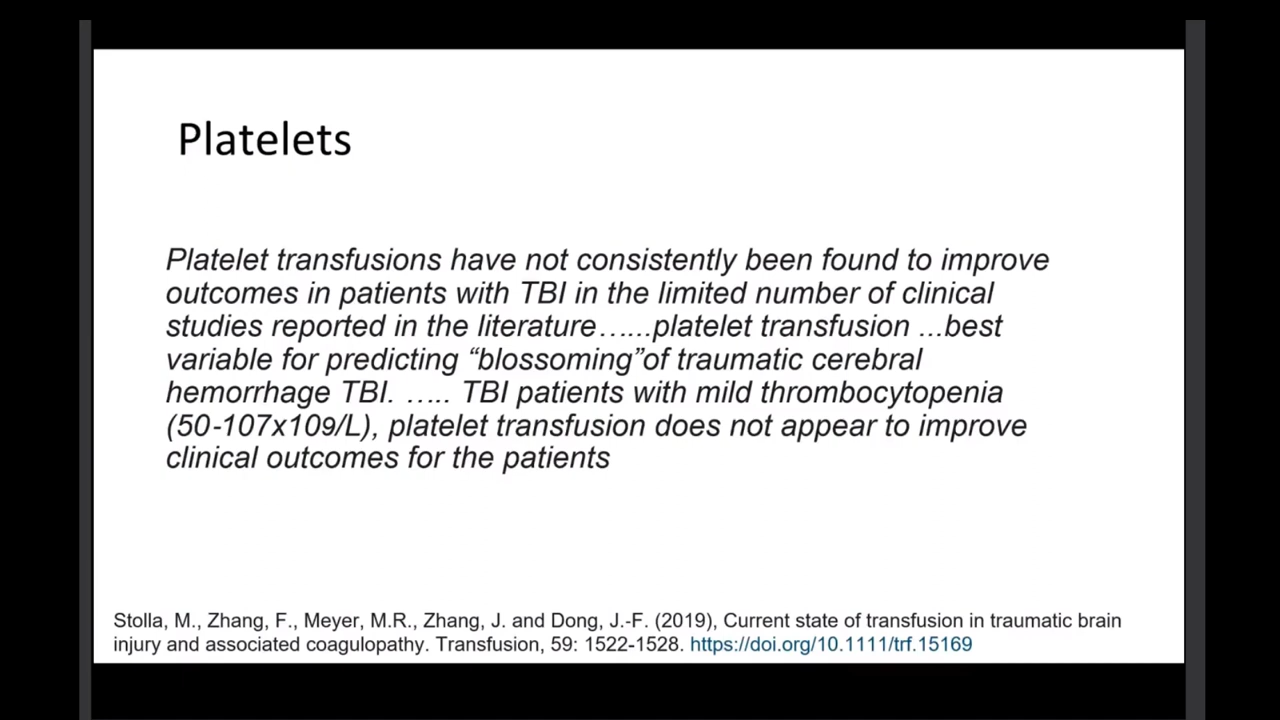 Platelets
Platelet transfusions have not consistently been found to improve
outcomes in patients with TBI in the limited number of clinical
studies reported in the literature…...platelet transfusion ...best
variable for predicting “blossoming”of traumatic cerebral
hemorrhage TBI. ….. TBI patients with mild thrombocytopenia
(50-107x109/L), platelet transfusion does not appear to improve
clinical outcomes for the patients
Stolla, M., Zhang, F., Meyer, M.R., Zhang, J. and Dong, J.-F. (2019), Current state of transfusion in traumatic brain
injury and associated coagulopathy. Transfusion, 59: 1522-1528. https://doi.org/10.1111/trf.15169